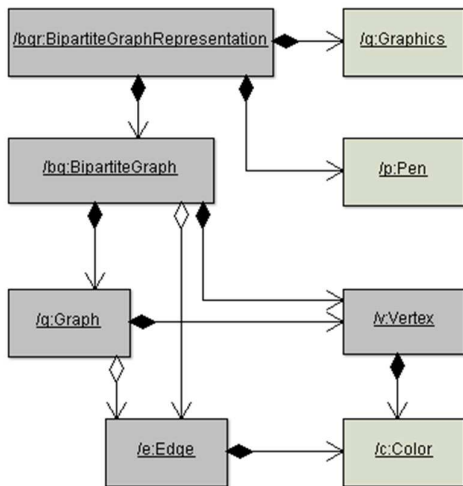 /bgr:BipartiteGraphRepresentation
/g:Graphics
/p:Pen
/bg:BipartiteGraph
/g:Graph
/v:Vertex
/e:Edge
/c:Color